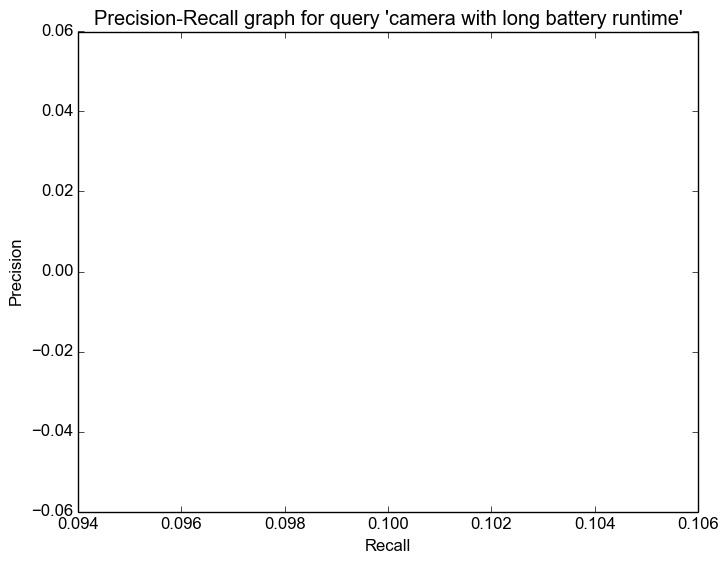 Precision-Recall graph for query 'camera with long battery runtime'
0.06
0.04
0.02
0.00
−0.02
−0.04
−0.06
Precision
0.094 0.096 0.098 0.100 0.102 0.104 0.106
Recall